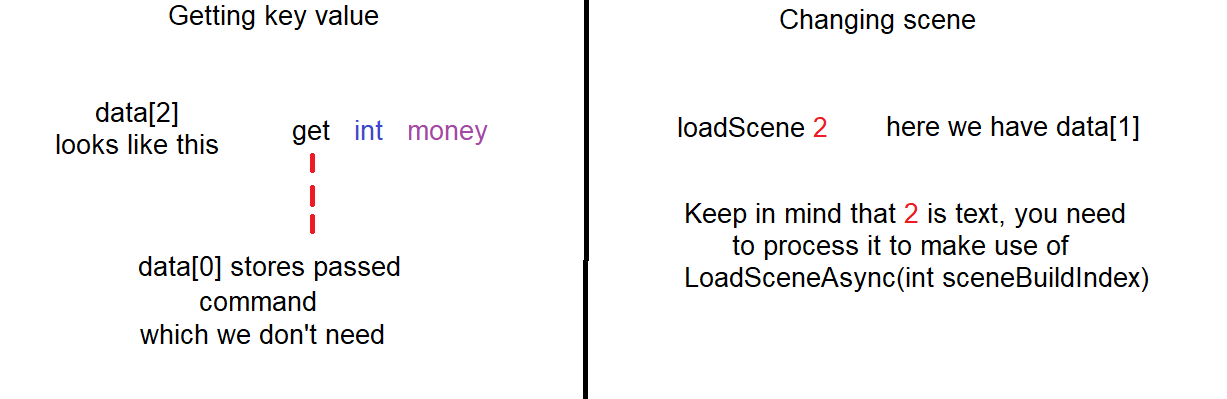 Getting key value
data[2]
looks like this
get int money
data[0] stores passed
command
which we don't need
Changing scene
loadScene 2
here we have data[1]
Keep in mind that 2 is text, you need
to process it to make use of
LoadSceneAsync(int sceneBuildIndex)